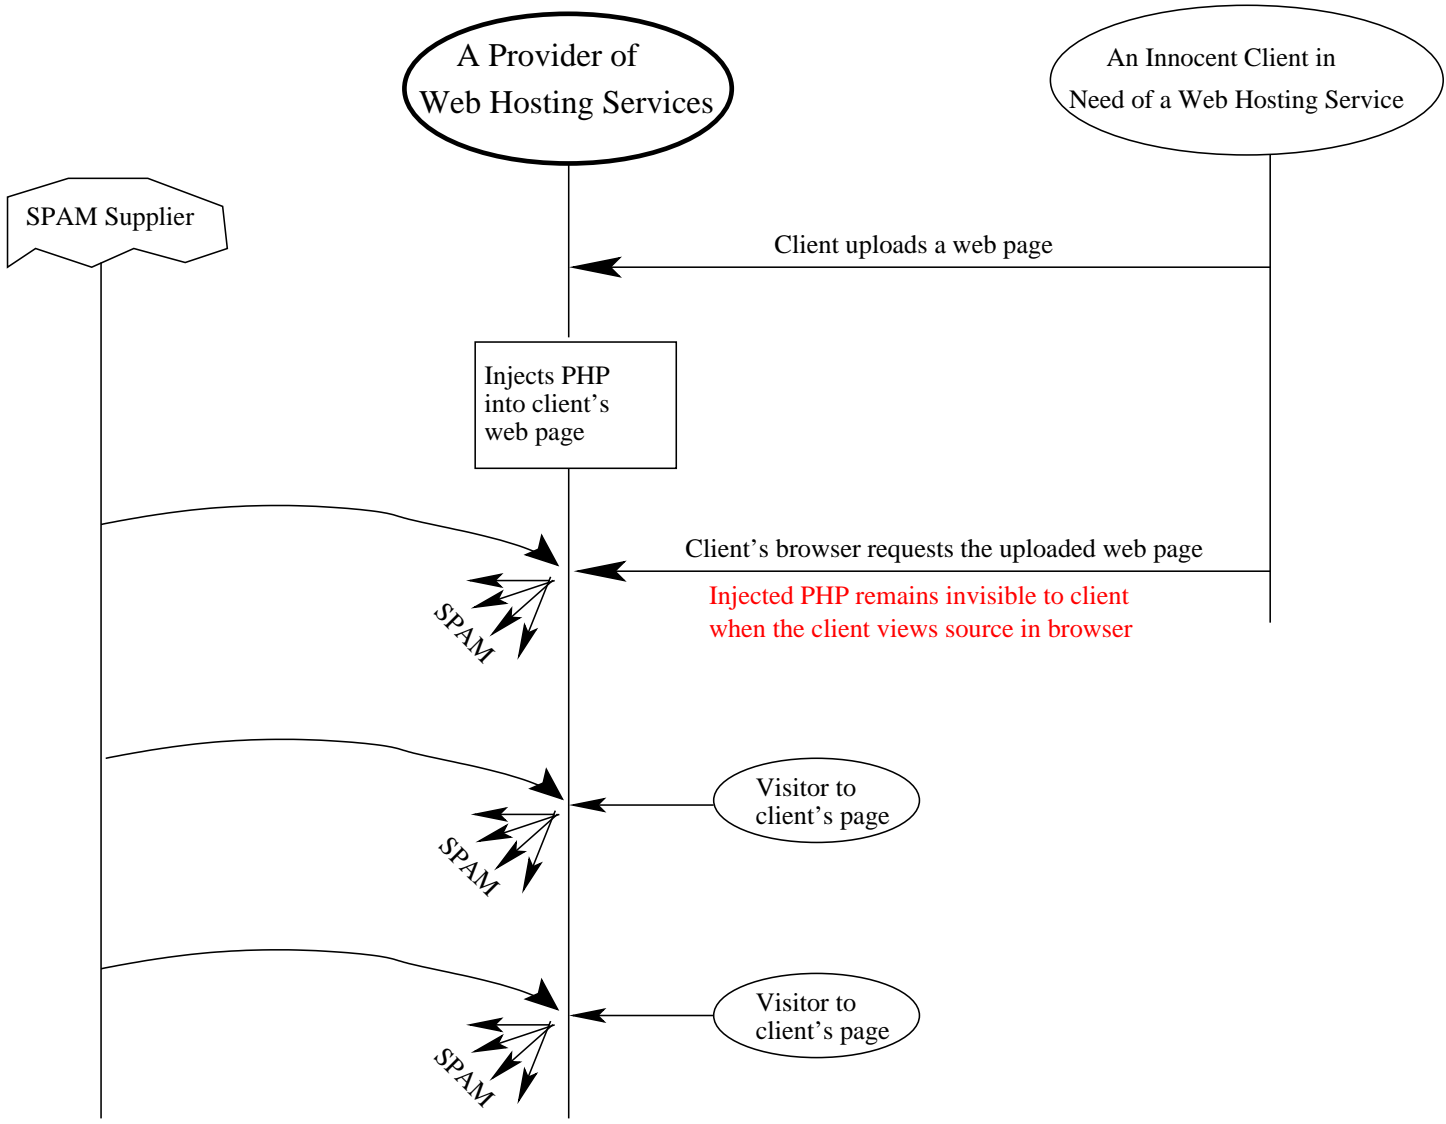 A Provider of
Web Hosting Services
An Innocent Client in
Need of a Web Hosting Service
SPAM Supplier
Client uploads a web page
Injects PHP
into client's
web page
Client's browser requests the uploaded web page
Injected PHP remains invisible to client
when the client views source in browser
SPAM
Visitor to
client's page
SPAM
Visitor to
client's page
SPAM